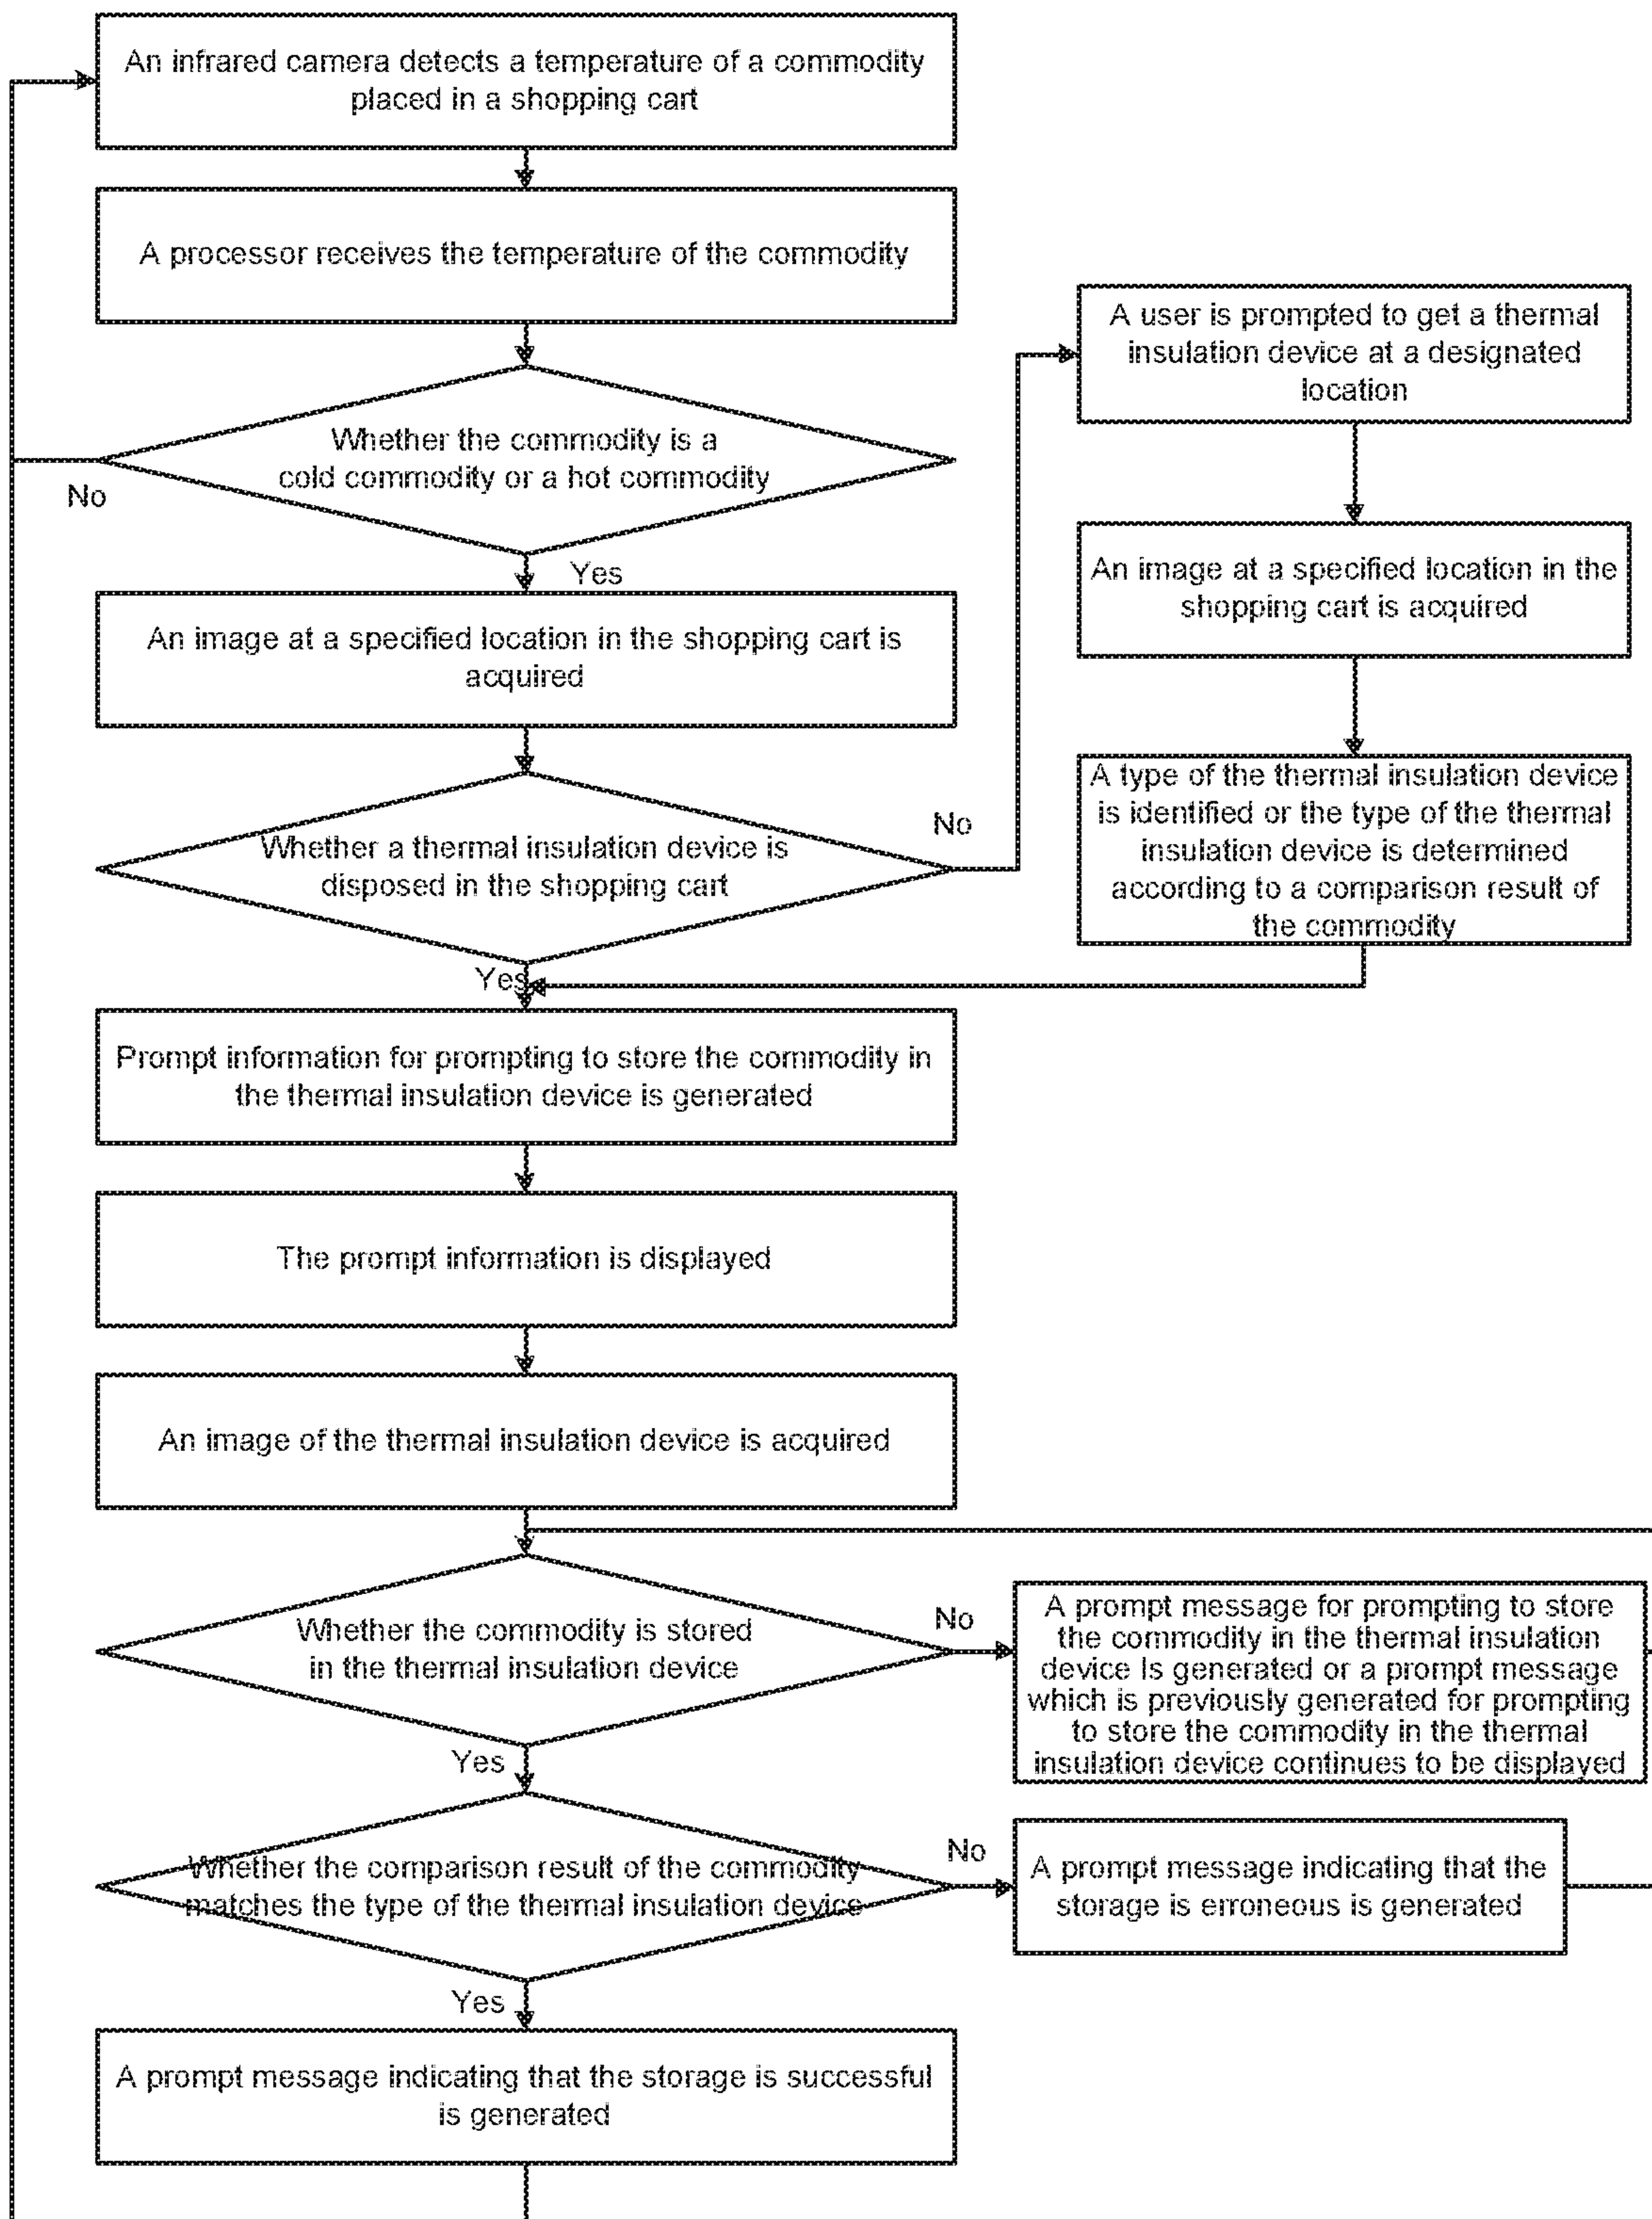 An infrared camera detects a temperature of a commodity
placed in a shopping cart
A processor receives the temperature of the commodity
Whether the commodity is a
cold commodity or a hot commodity
No
Yes
An image at a specified location in the shopping cart is
acquired
Whether a thermal insulation device is
disposed in the shopping cart
No
A user is prompted to get a thermal
insulation device at a designated
location
An image at a specified location in the
shopping cart is acquired
A type of the thermal insulation device
is identified or the type of the thermal
insulation device is determined
according to a comparison result of
the commodity
Yes
Prompt information for prompting to store the commodity in
the thermal insulation device is generated
The prompt information is displayed
An image of the thermal insulation device is acquired
Whether the commodity is stored
in the thermal insulation device
No
A prompt message for prompting to store
the commodity in the thermal insulation
device Is generated or a prompt message
which is previously generated for prompting
to store the commodity in the thermal
insulation device continues to be displayed
Yes
Whether the comparison result of the commodity
matches the type of the thermal insulation device
No
A prompt message indicating that the
storage is erroneous is generated
Yes
A prompt message indicating that the storage is successful
is generated